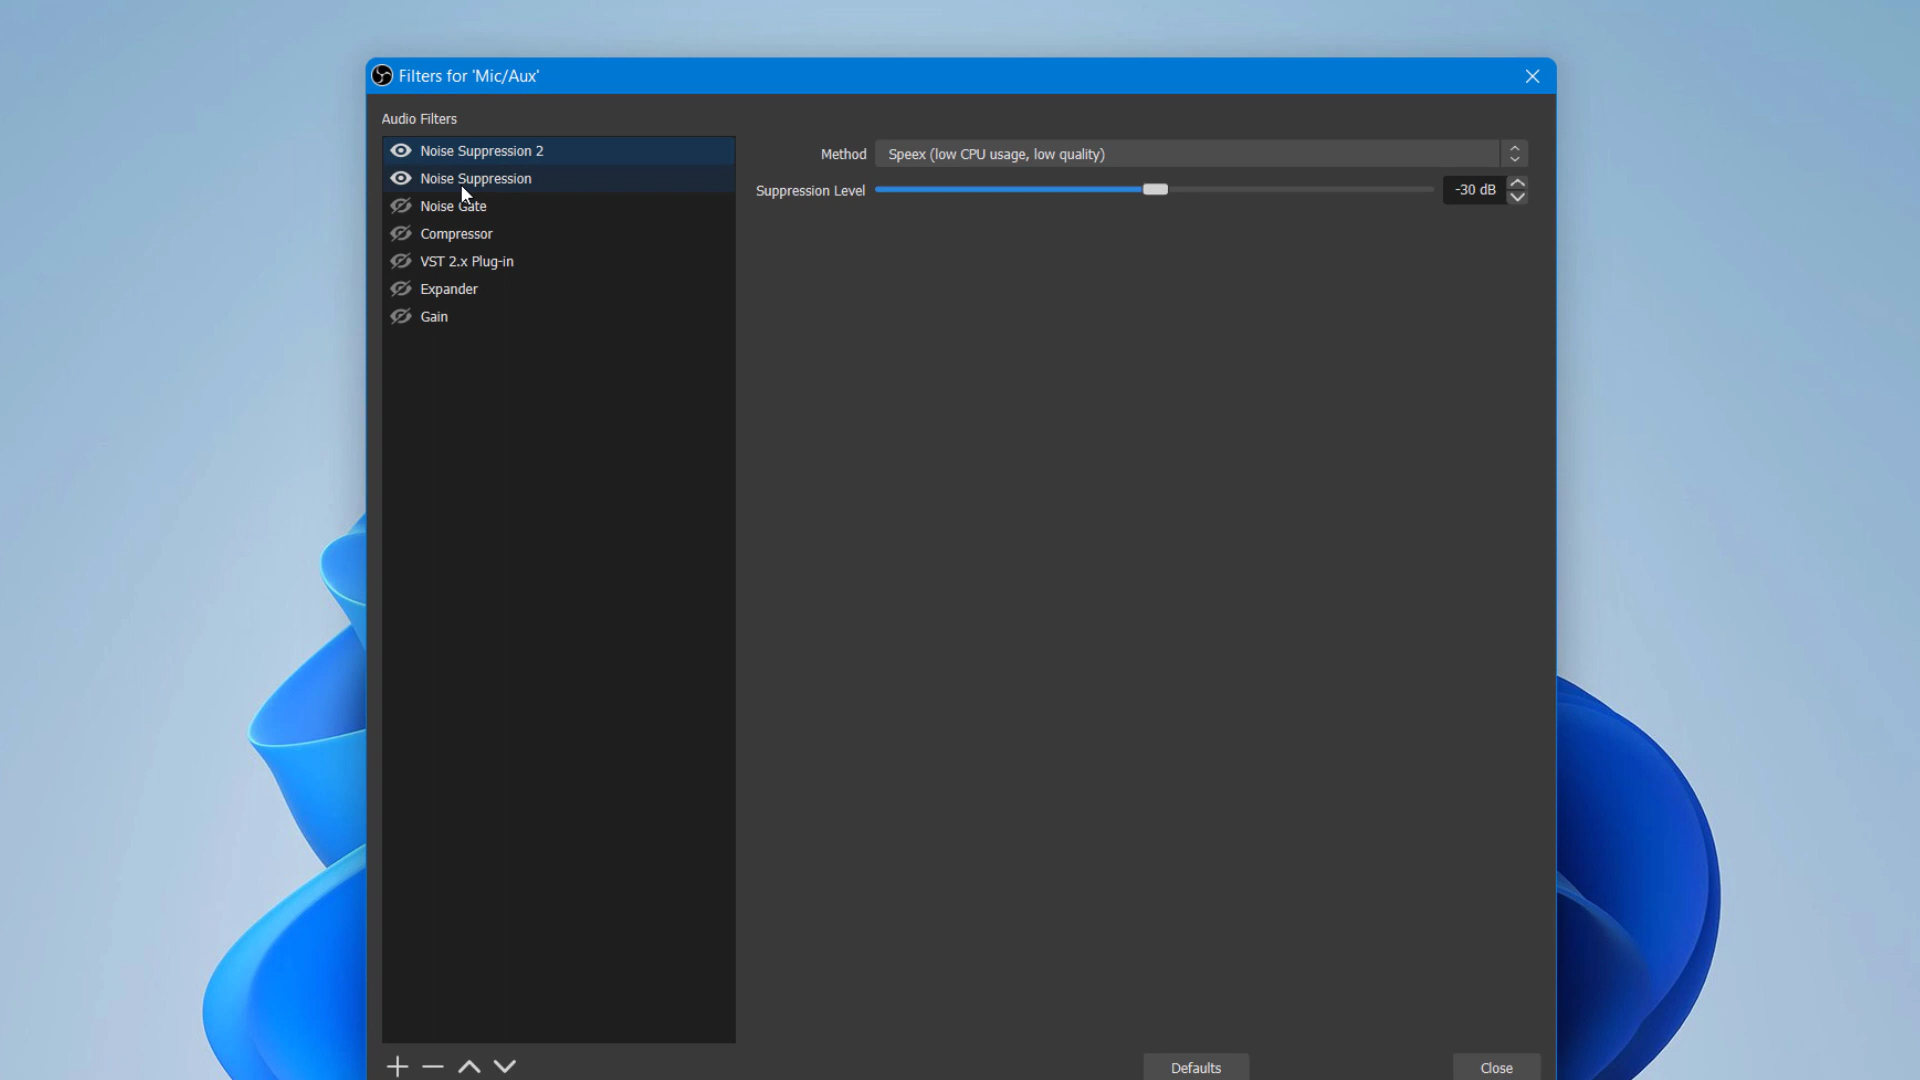 Filters for 'Mic/Aux'
Audio Filters
Noise Suppression 2
Noise Suppression
Noise Gate
Compressor
VST 2.x Plug-in
Expander
Gain
Method Speex (low CPU usage, low quality)
Suppression Level -30 dB
Defaults Close